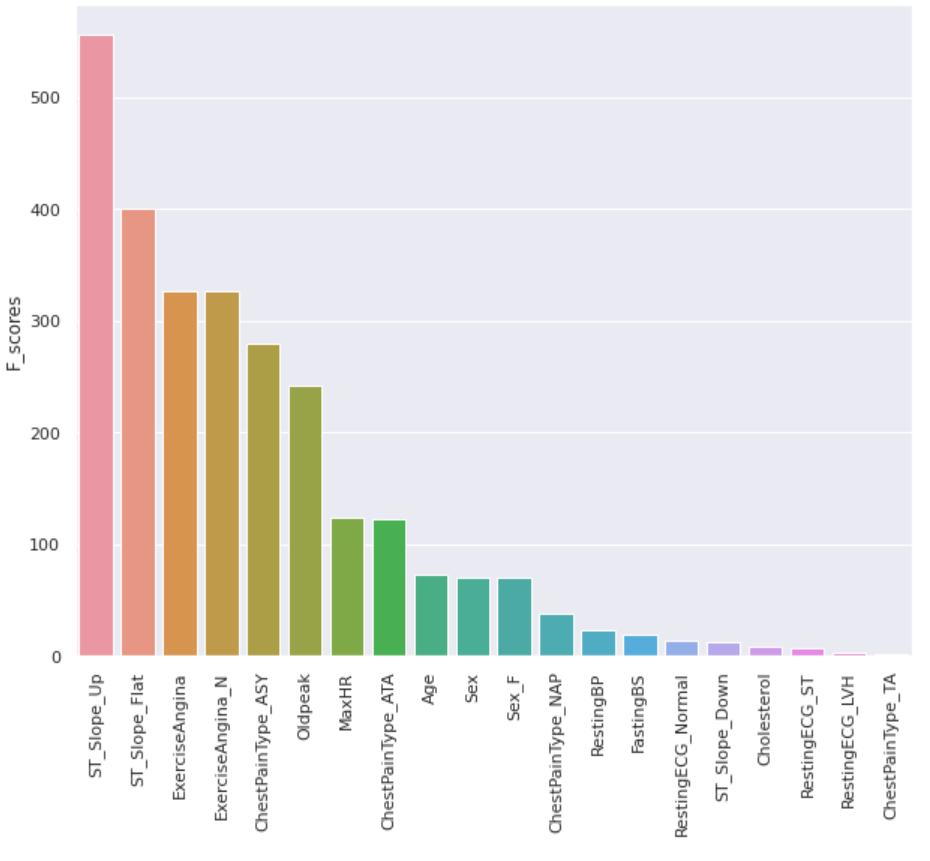 500
400
300
200
100
0
F_scores
ST_Slope_Up
ST_Slope_Flat
ExerciseAngina
ExerciseAngina_N
ChestPainType_ASY
Oldpeak
MaxHR
ChestPainType_ATA
Age
Sex
Sex_F
ChestPainType_NAP
RestingBP
FastingBS
RestingECG_Normal
ST_Slope_Down
Cholesterol
RestingECG_ST
RestingECG_LVH
ChestPainType_TA